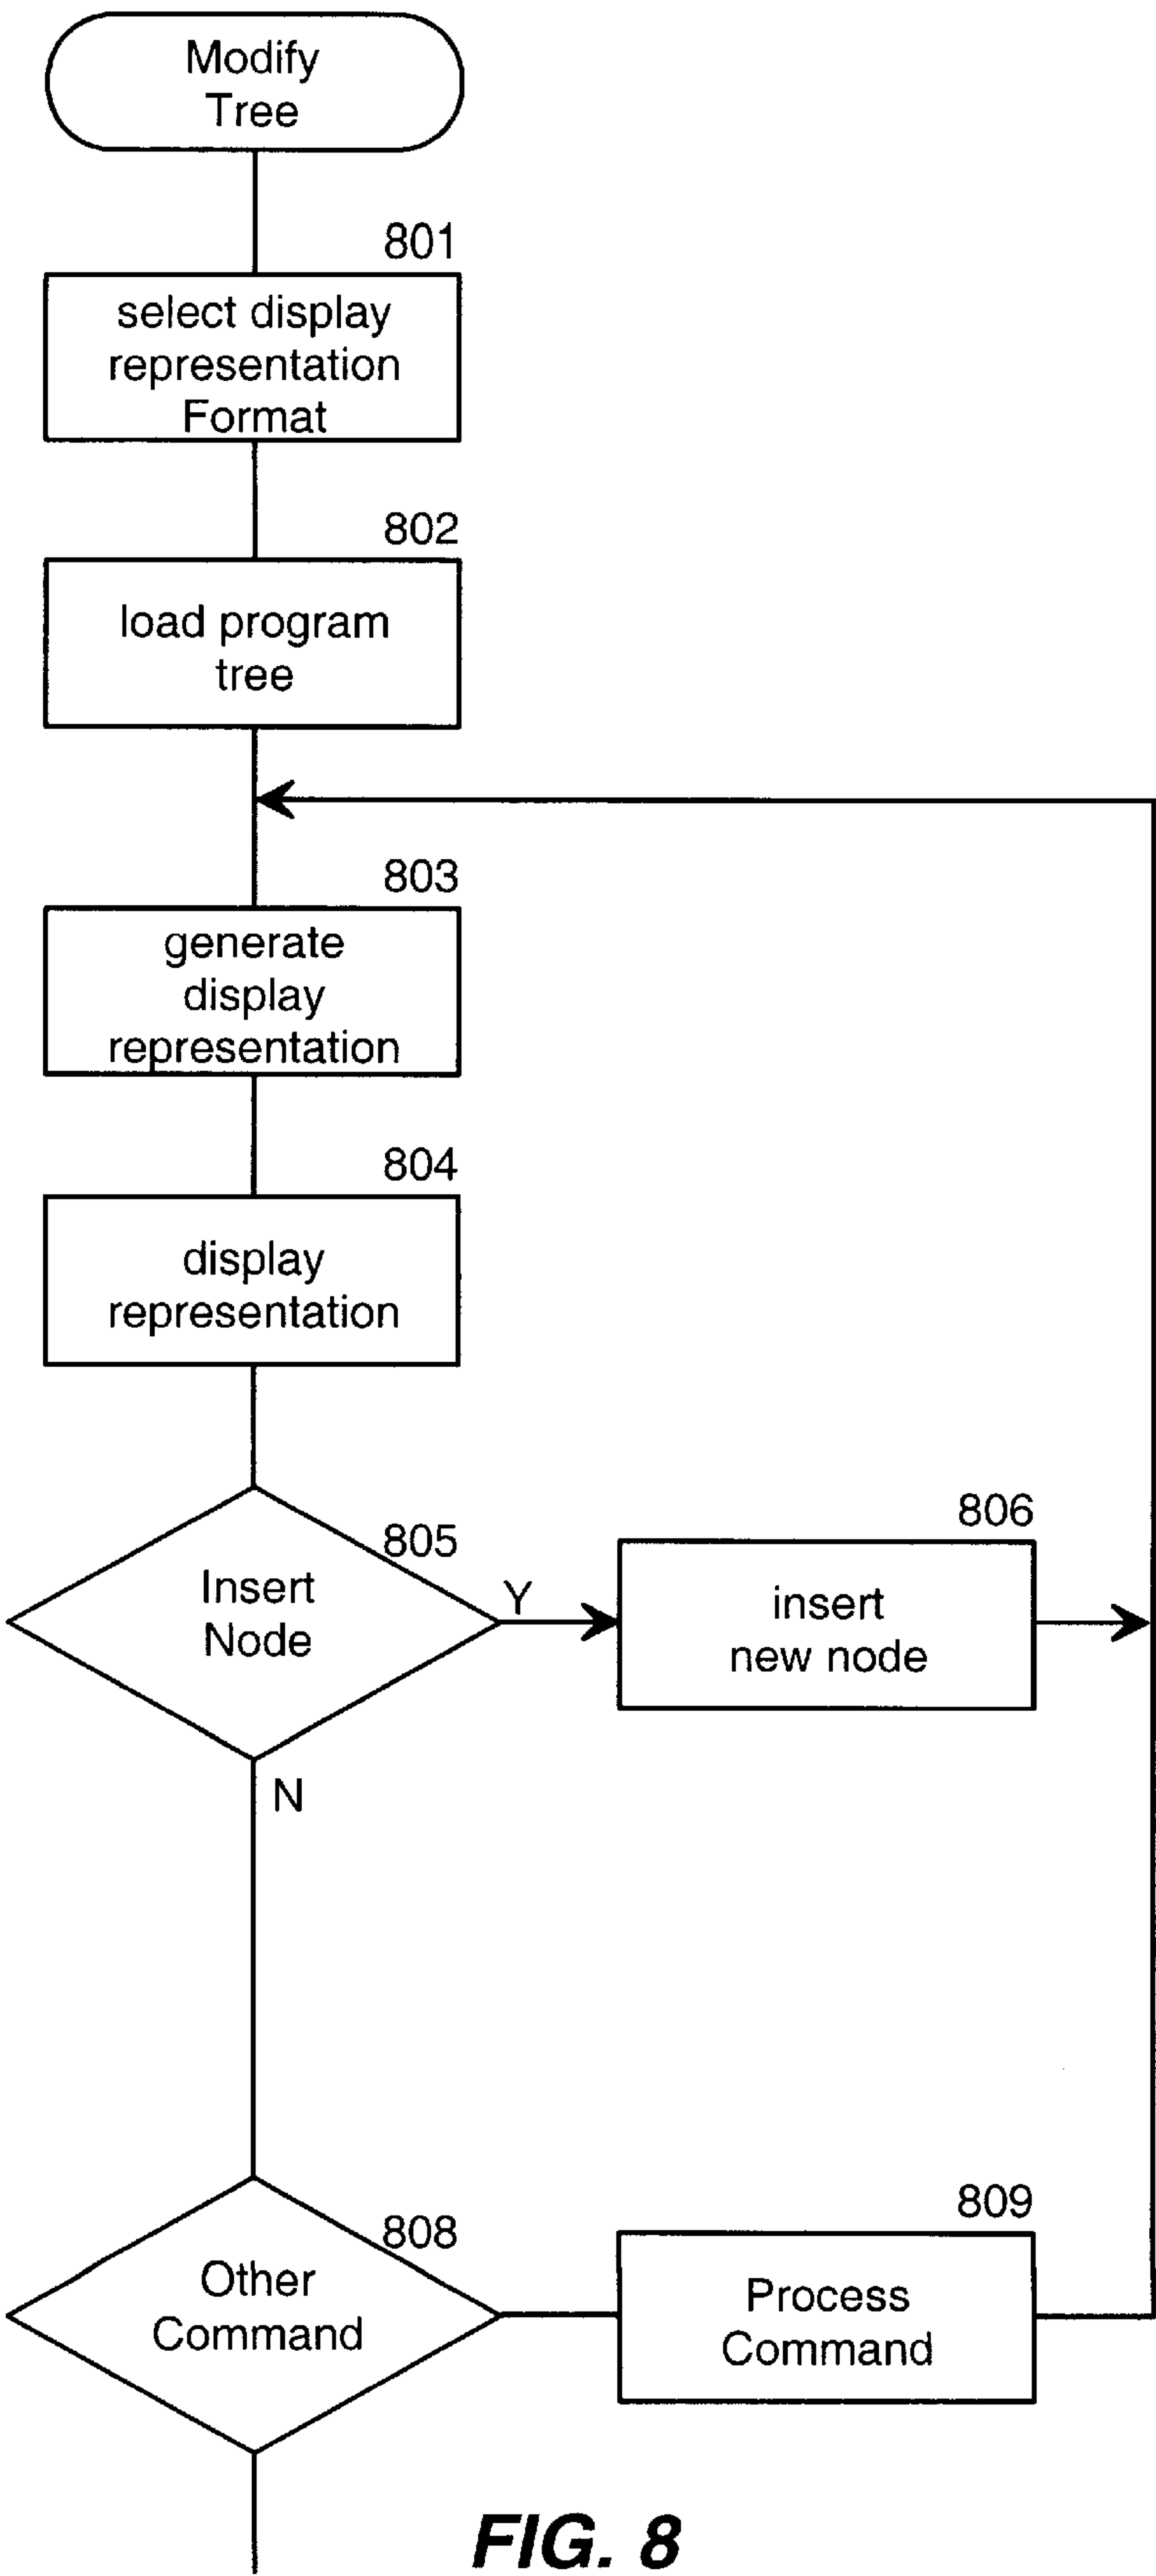 Modify
Tree
801
select display
representation
Format
802
load program
tree
803
generate
display
representation
804
display
representation
805
Insert
Node
Y
806
insert
new node
N
808
Other
Command
809
Process
Command
FIG. 8